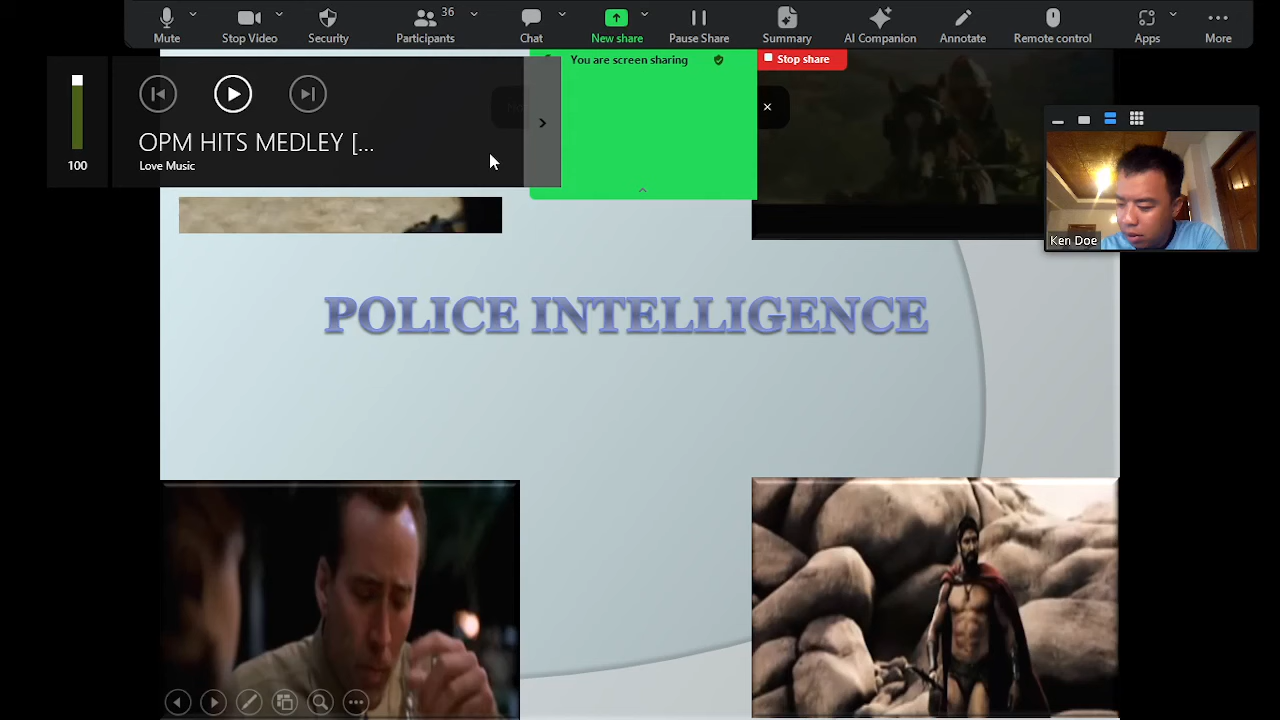 36
Mute
Stop Video
Security
Participants
Chat
New share
Pause Share
Summary
AI Companion
Annotate
Remote control
Apps
More
You are screen sharing
Stop share
100
OPM HITS MEDLEY [...
Love Music
Ken Doe
POLICE INTELLIGENCE